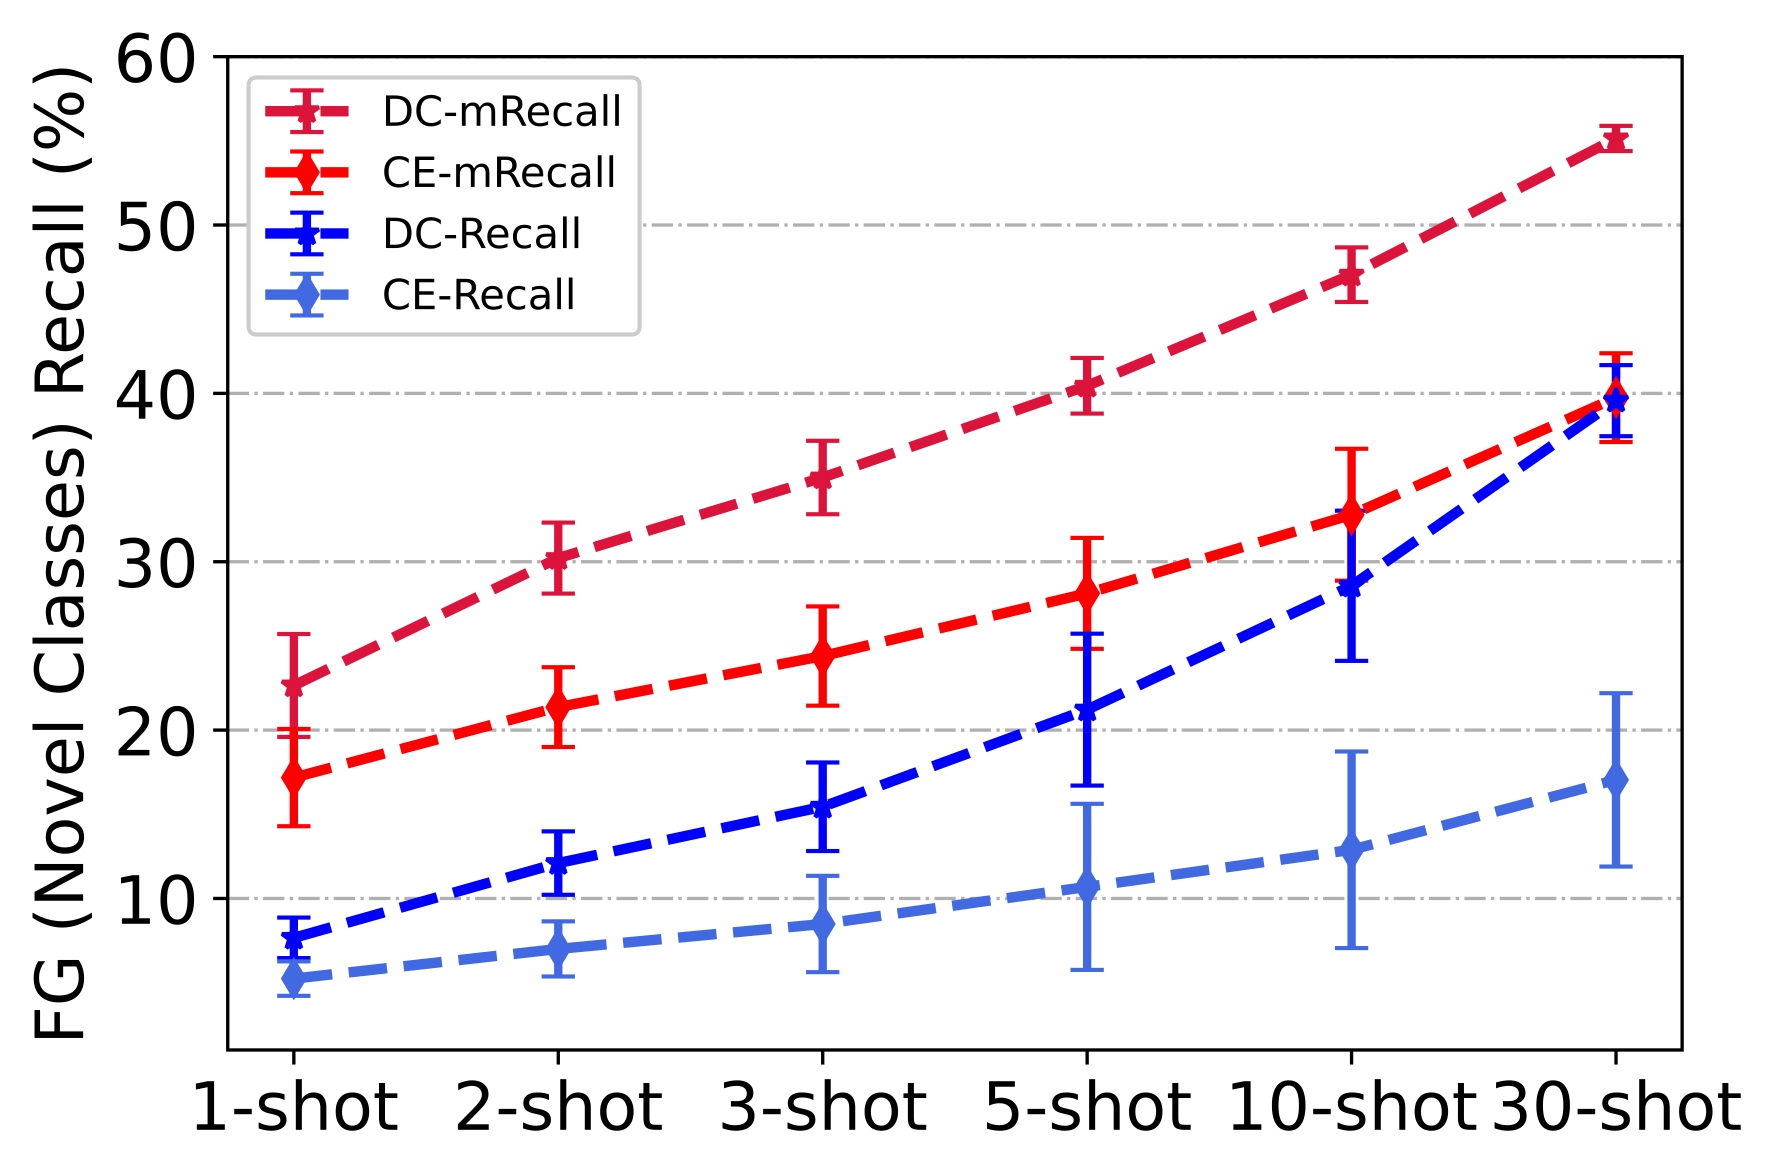 FG (Novel Classes) Recall (%)
60
50
40
30
20
10
DC-mRecall
CE-mRecall
DC-Recall
CE-Recall
1-shot 2-shot 3-shot 5-shot 10-shot 30-shot